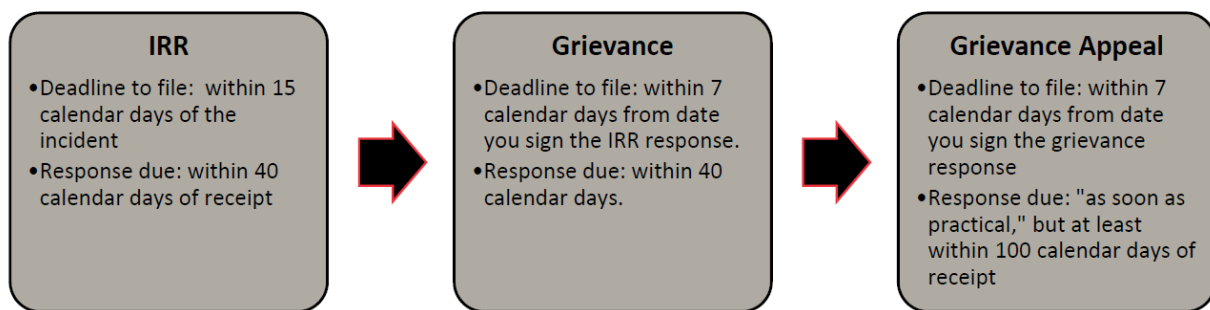 IRR
•Deadline to file:  within 15
calendar days of the
incident
•Response due: within 40
calendar days of receipt
Grievance
•Deadline to file: within 7
calendar days from date
you sign the IRR response.
•Response due: within 40
calendar days.
Grievance Appeal
•Deadline to file: within 7
calendar days from date
you sign the grievance
response
•Response due: "as soon as
practical," but at least
within 100 calendar days of
receipt